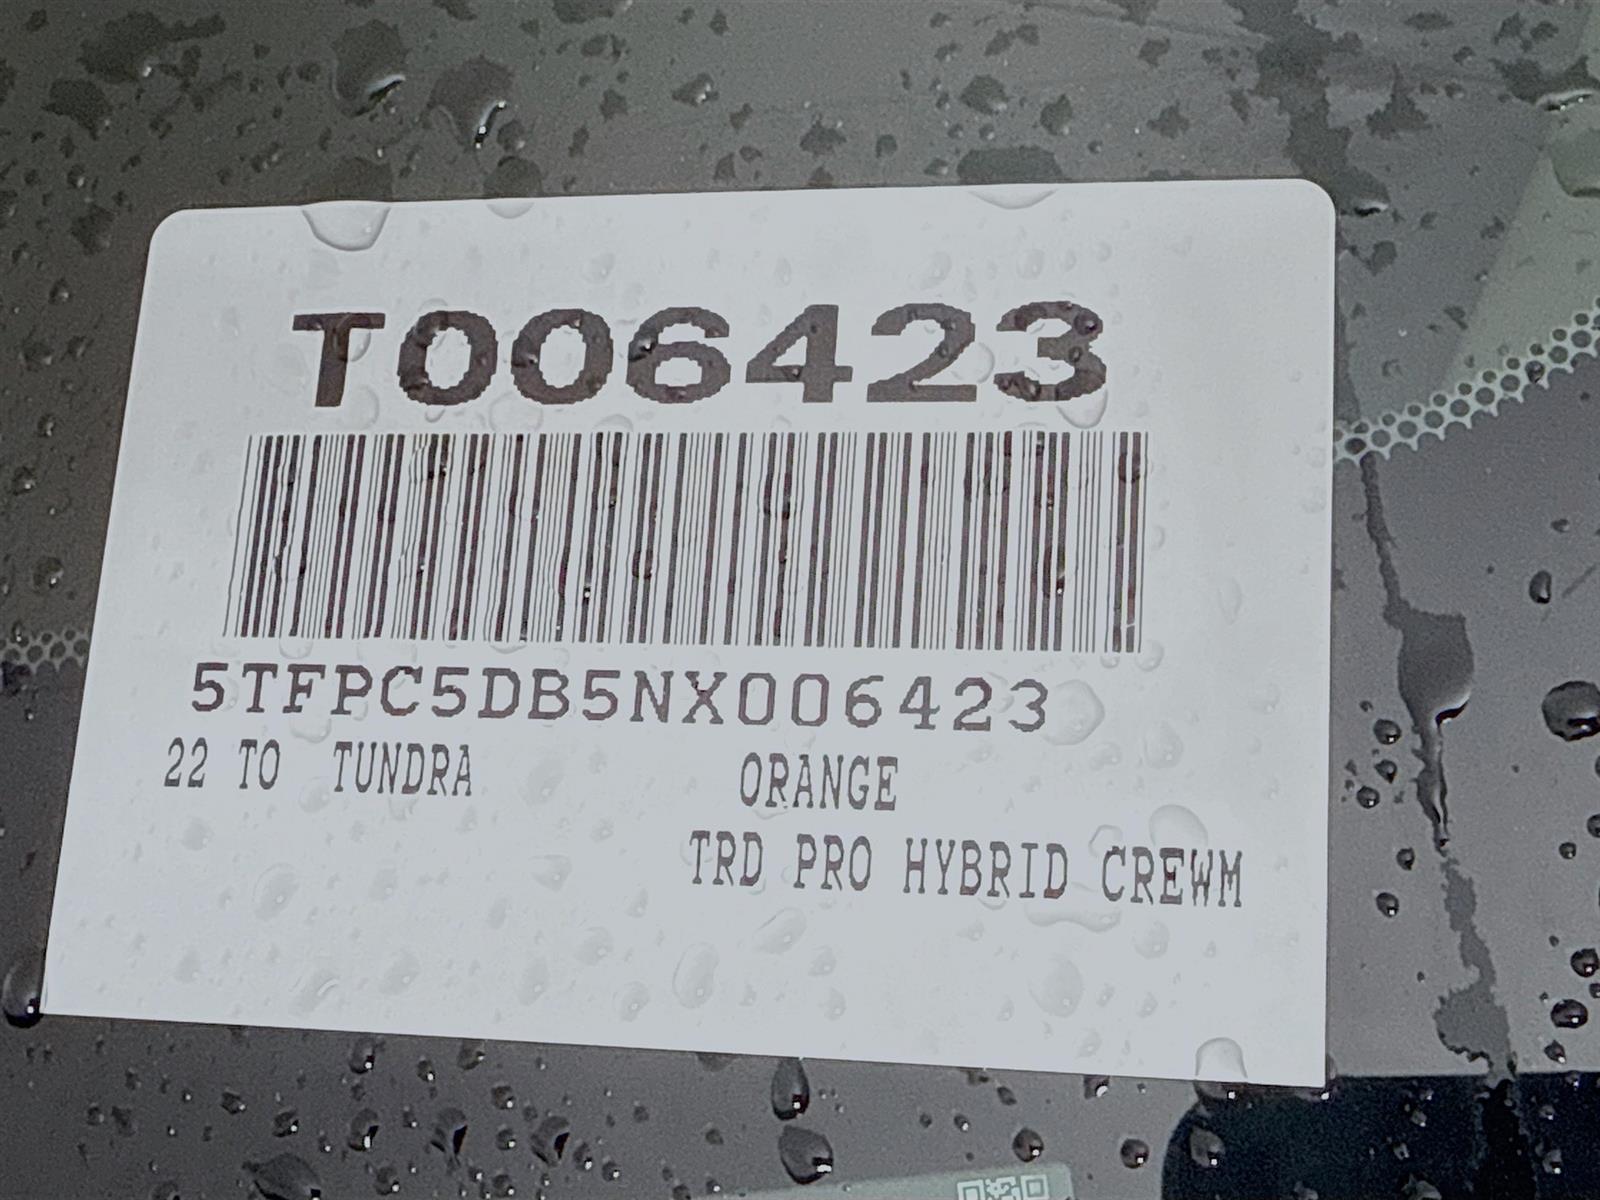 T006423
5TFPC5DB5NX006423
22 TO TUNDRA ORANGE
TRD PRO HYBRID CREWM